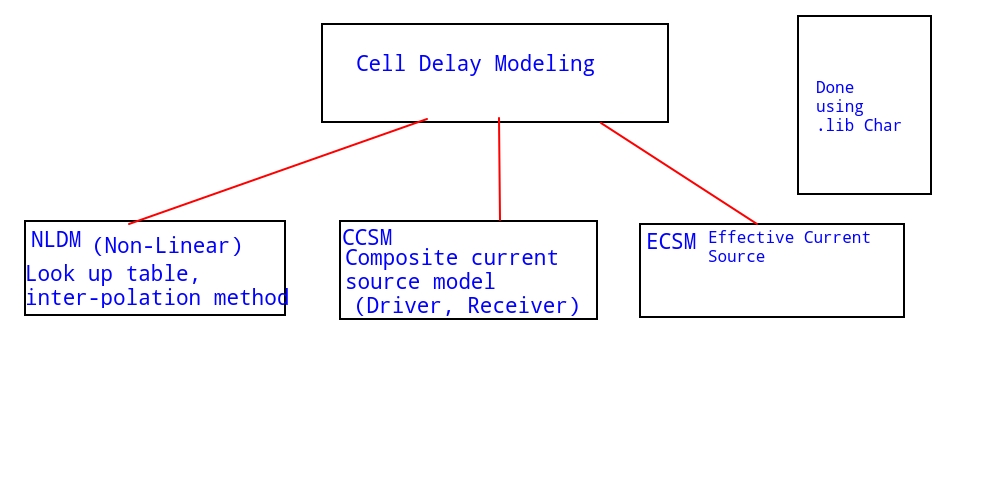 Cell Delay Modeling
Done
using
.lib Char
NLDM (Non-Linear)
Look up table,
inter-polation method
CCSM
Composite current
source model
(Driver, Receiver)
ECSM Effective Current
Source